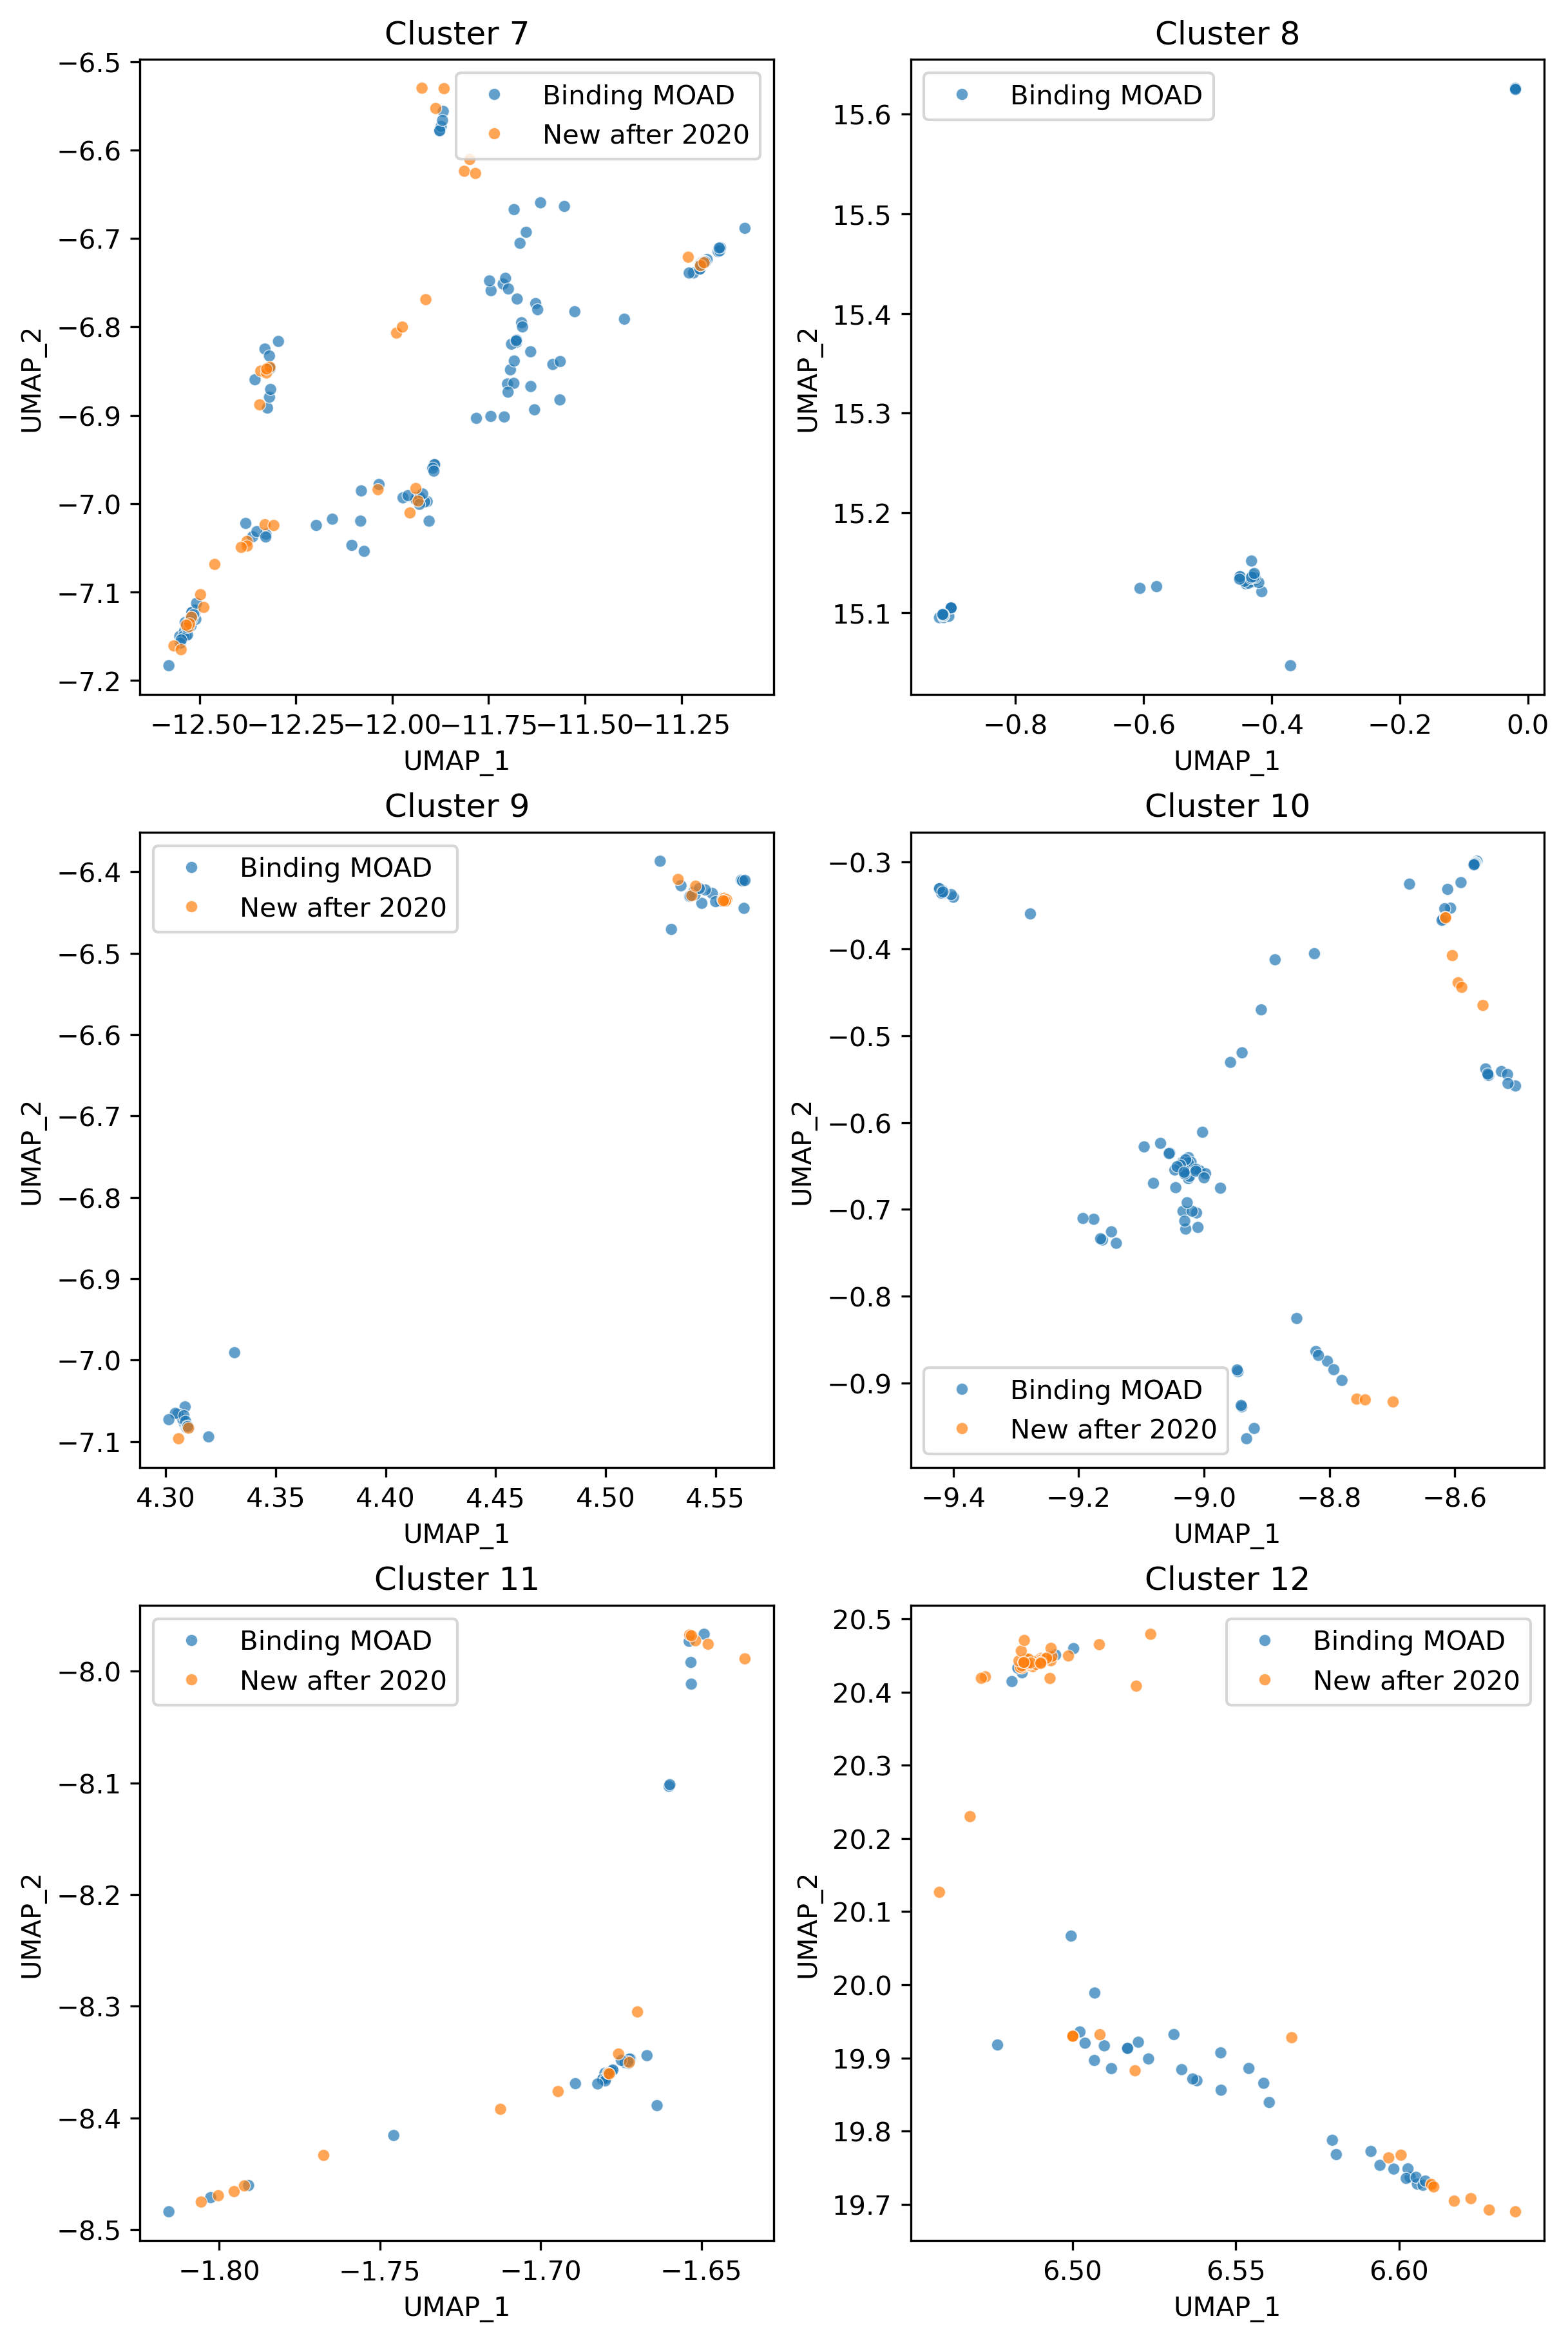 Cluster 7
Binding MOAD
New after 2020
−6.5
−6.6
−6.7
−6.8
−6.9
−7.0
−7.1
−7.2
UMAP_2
−12.50 −12.25 −12.00 −11.75 −11.50 −11.25
UMAP_1
Cluster 8
Binding MOAD
15.6
15.5
15.4
15.3
15.2
15.1
UMAP_2
−0.8 −0.6 −0.4 −0.2 0.0
UMAP_1
Cluster 9
Binding MOAD
New after 2020
−6.4
−6.5
−6.6
−6.7
−6.8
−6.9
−7.0
−7.1
UMAP_2
4.30 4.35 4.40 4.45 4.50 4.55
UMAP_1
Cluster 10
−0.3
−0.4
−0.5
−0.6
−0.7
−0.8
−0.9
UMAP_2
Binding MOAD
New after 2020
−9.4 −9.2 −9.0 −8.8 −8.6
UMAP_1
Cluster 11
Binding MOAD
New after 2020
−8.0
−8.1
−8.2
−8.3
−8.4
−8.5
UMAP_2
−1.80 −1.75 −1.70 −1.65
UMAP_1
Cluster 12
Binding MOAD
New after 2020
20.5
20.4
20.3
20.2
20.1
20.0
19.9
19.8
19.7
UMAP_2
6.50 6.55 6.60
UMAP_1